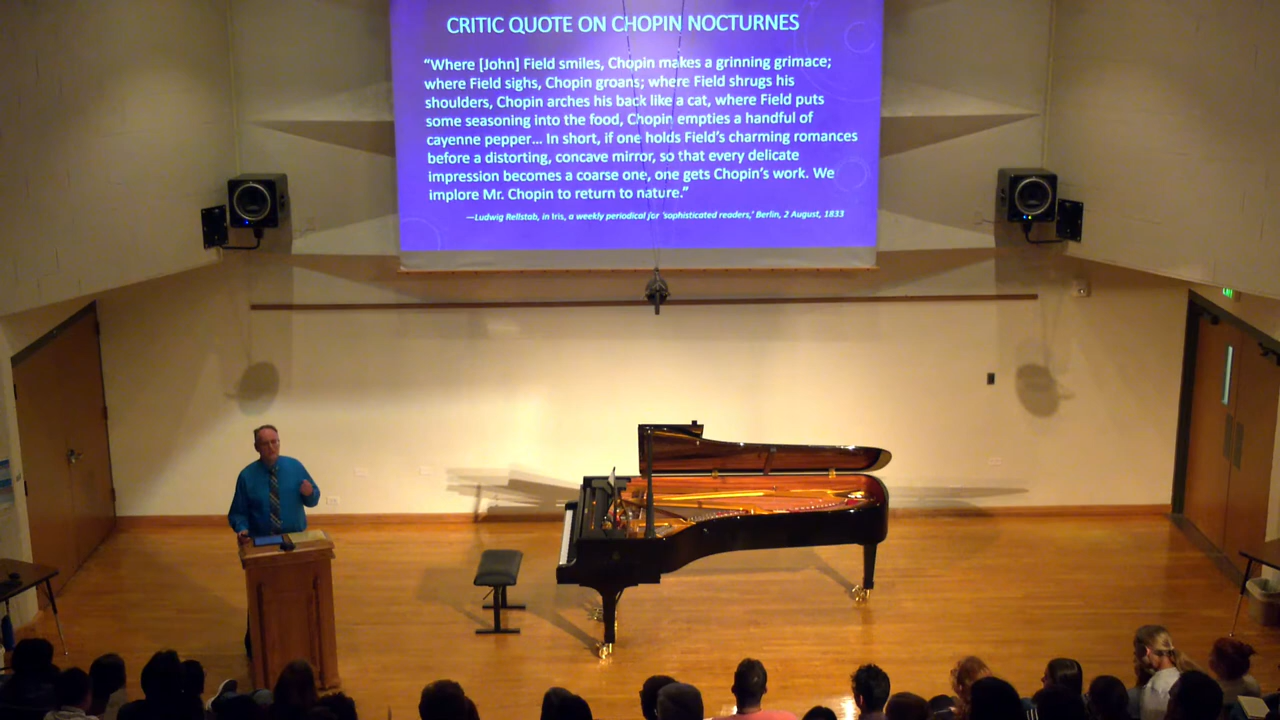 CRITIC QUOTE ON CHOPIN NOCTURNES
“Where [John] Field smiles, Chopin makes a grinning grimace;
where Field sighs, Chopin groans; where Field shrugs his
shoulders, Chopin arches his back like a cat, where Field puts
some seasoning into the food, Chopin empties a handful of
cayenne pepper... In short, if one holds Field's charming romances
before a distorting, concave mirror, so that every delicate
impression becomes a coarse one, one gets Chopin's work. We
implore Mr. Chopin to return to nature.”
—Ludwig Rellstab, in Iris, a weekly periodical for 'sophisticated readers,' Berlin, 2 August, 1833